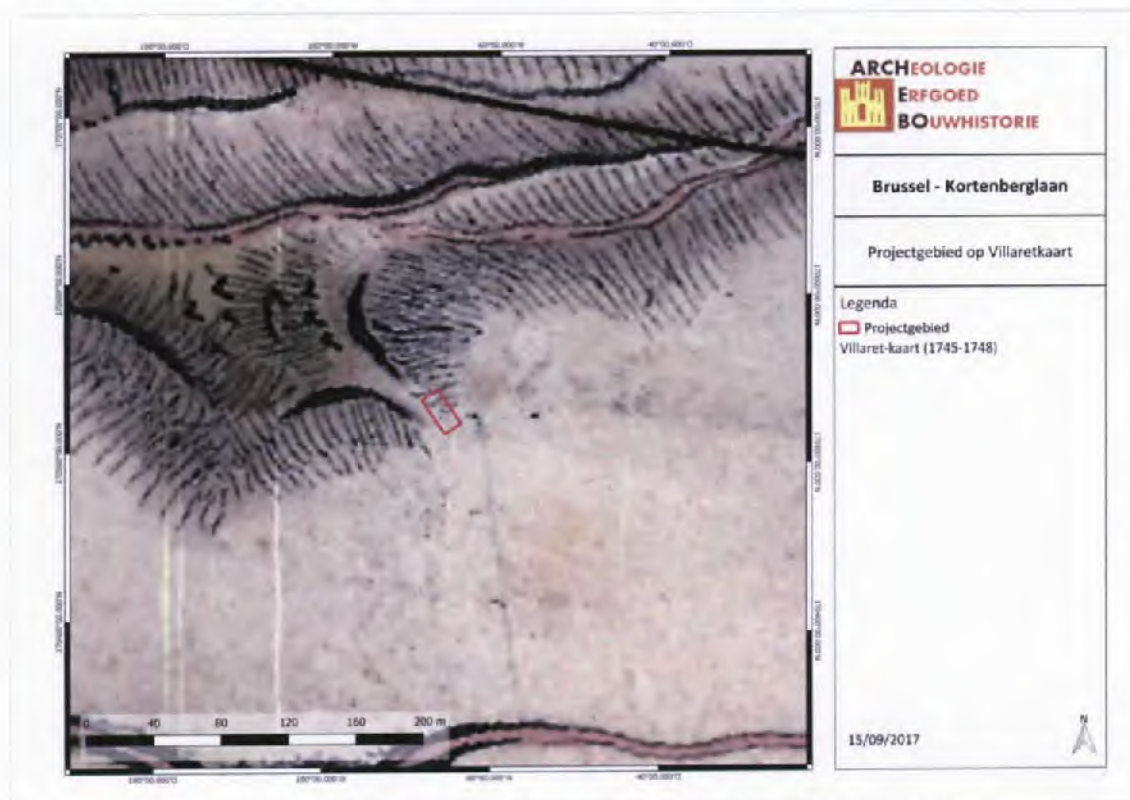 ARCHEOLOGIE
ERFGOED
BOUWHISTORIE
Brussel - Kortenberglaan
Projectgebied op Villaretkaart
Legenda
Projectgebied
Villaret-kaart (1745-1748)
0 40 80 120 160 200 m
15/09/2017
N